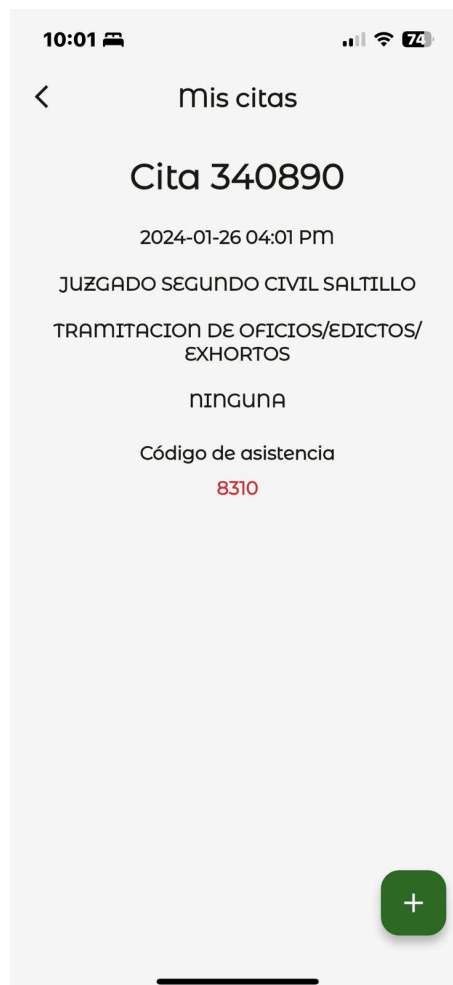 10:01
74
Mis citas
Cita 340890
2024-01-26 04:01 PM
JUZGADO SEGUNDO CIVIL SALTILLO
TRAMITACION DE OFICIOS/EDICTOS/
EXHORTOS
NINGUNA
Código de asistencia
8310
+